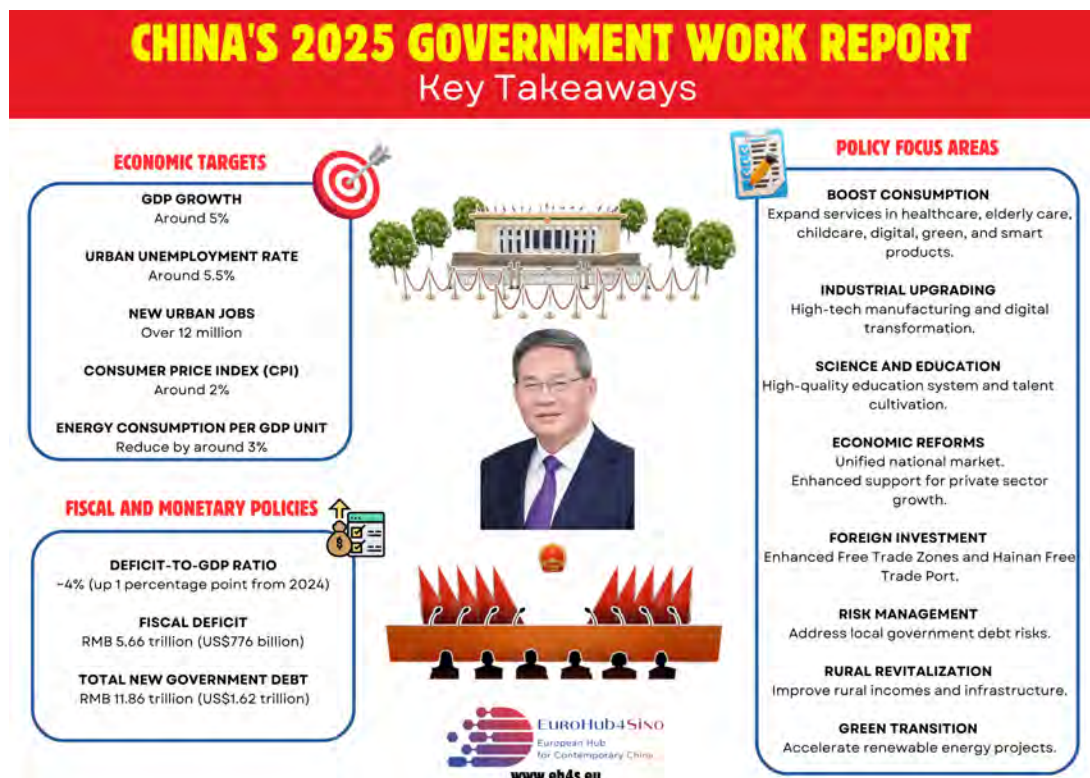 CHINA'S 2025 GOVERNMENT WORK REPORT
Key Takeaways
ECONOMIC TARGETS
GDP GROWTH
Around 5%
URBAN UNEMPLOYMENT RATE
Around 5.5%
NEW URBAN JOBS
Over 12 million
CONSUMER PRICE INDEX (CPI)
Around 2%
ENERGY CONSUMPTION PER GDP UNIT
Reduce by around 3%
FISCAL AND MONETARY POLICIES
DEFICIT-TO-GDP RATIO
~4% (up 1 percentage point from 2024)
FISCAL DEFICIT
RMB 5.66 trillion (US$776 billion)
TOTAL NEW GOVERNMENT DEBT
RMB 11.86 trillion (US$1.62 trillion)
POLICY FOCUS AREAS
BOOST CONSUMPTION
Expand services in healthcare, elderly care,
childcare, digital, green, and smart
products.
INDUSTRIAL UPGRADING
High-tech manufacturing and digital
transformation.
SCIENCE AND EDUCATION
High-quality education system and talent
cultivation.
ECONOMIC REFORMS
Unified national market.
Enhanced support for private sector
growth.
FOREIGN INVESTMENT
Enhanced Free Trade Zones and Hainan Free
Trade Port.
RISK MANAGEMENT
Address local government debt risks.
RURAL REVITALIZATION
Improve rural incomes and infrastructure.
GREEN TRANSITION
Accelerate renewable energy projects.
EuroHub4Sino
European Hub
for Contemporary China
www.eh4s.eu